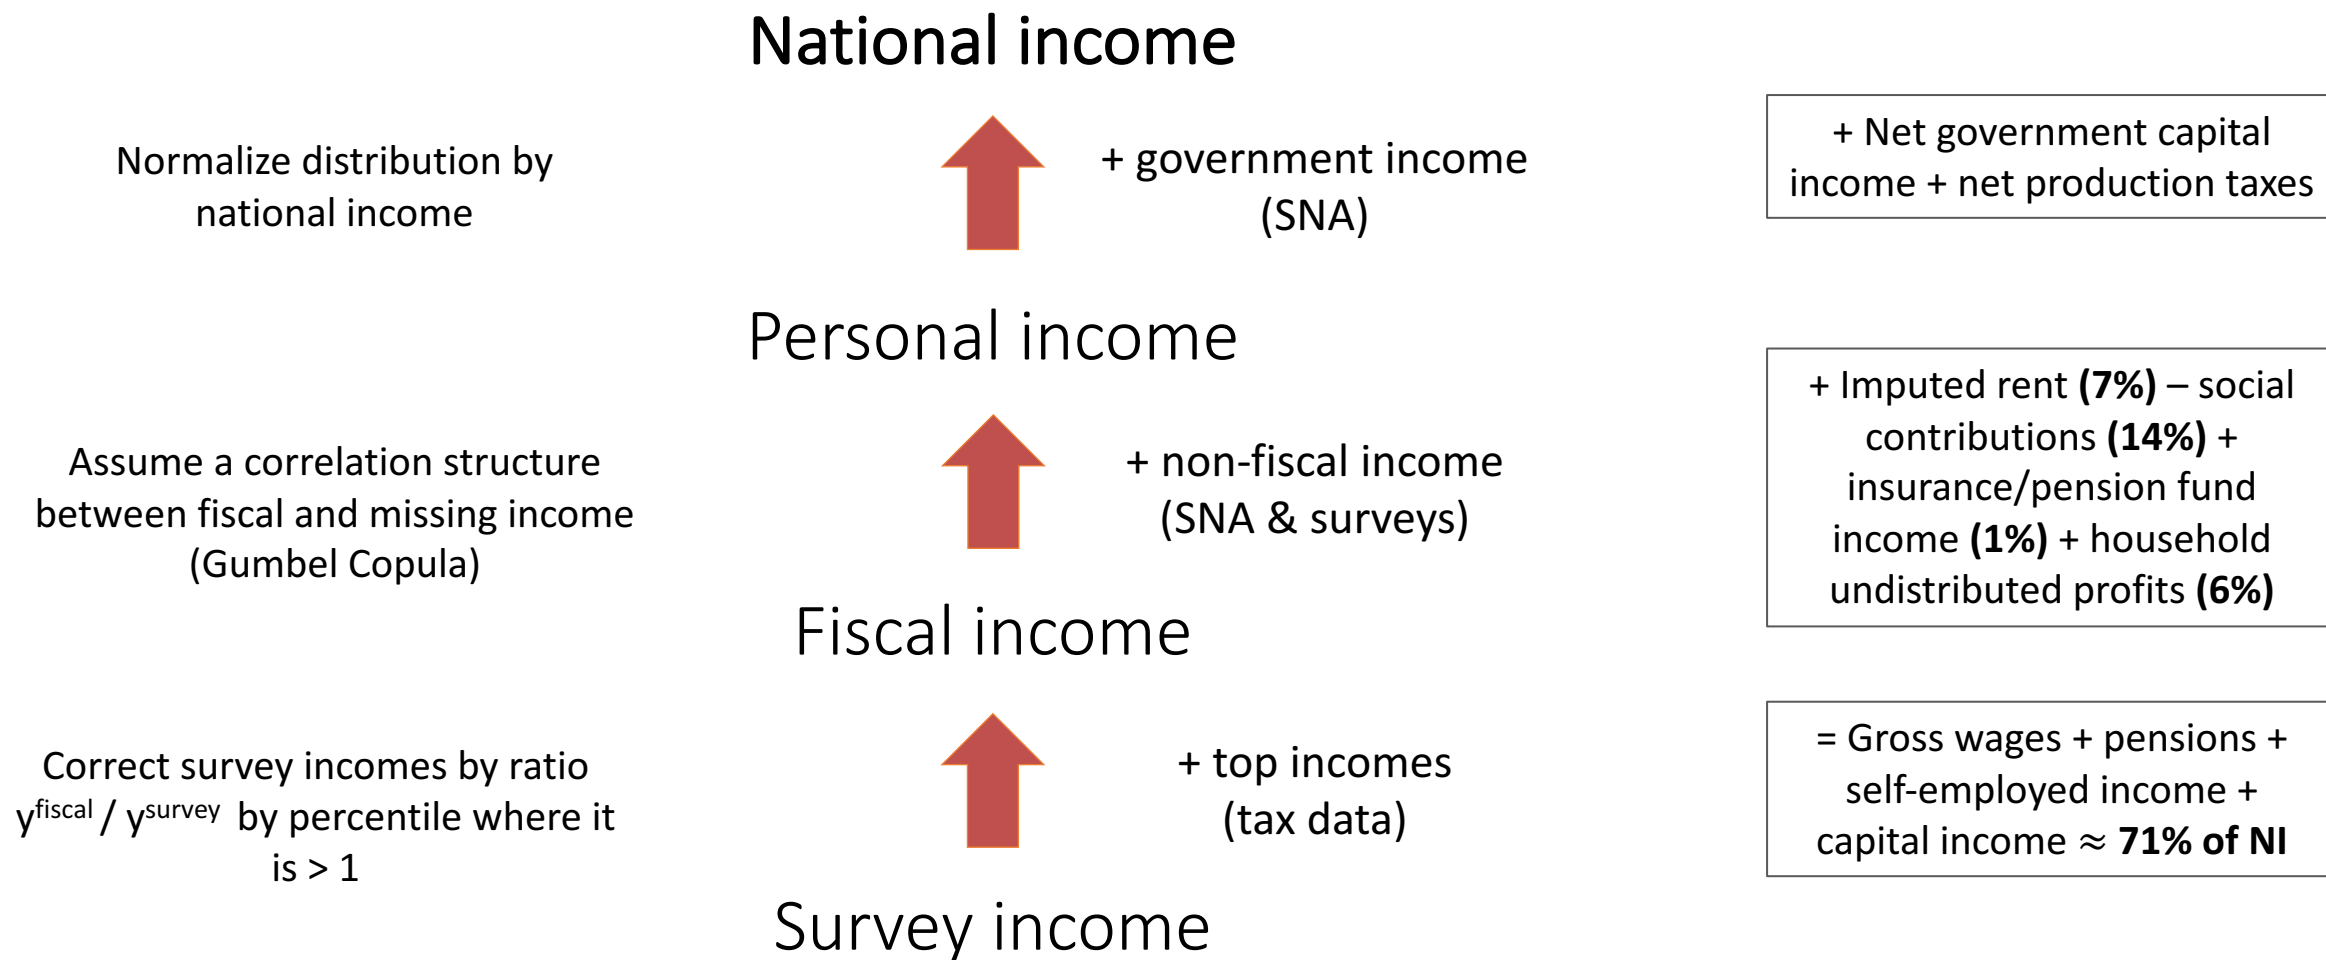 National income
Normalize distribution by
national income
+ government income
(SNA)
+ Net government capital
income + net production taxes
Personal income
Assume a correlation structure
between fiscal and missing income
(Gumbel Copula)
+ non-fiscal income
(SNA & surveys)
+ Imputed rent (7%) – social
contributions (14%) +
insurance/pension fund
income (1%) + household
undistributed profits (6%)
Fiscal income
Correct survey incomes by ratio
y^fiscal / y^survey by percentile where it
is > 1
+ top incomes
(tax data)
= Gross wages + pensions +
self-employed income +
capital income ≈ 71% of NI
Survey income